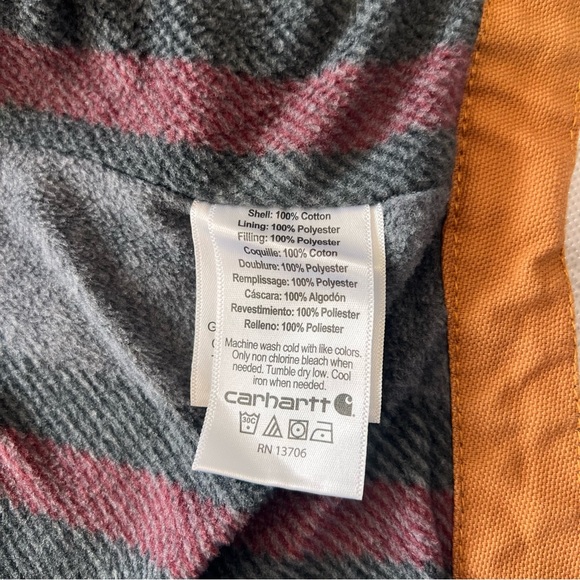 Shell: 100% Cotton
Lining: 100% Polyester
Filling: 100% Polyester
Coquille: 100% Coton
Doublure: 100% Polyester
Remplissage: 100% Polyester
Cáscara: 100% Algodón
Revestimiento: 100% Poliester
Relleno: 100% Poliester
Machine wash cold with like colors.
Only non chlorine bleach when
needed. Tumble dry low. Cool
iron when needed.
carhartt
30C
RN 13706